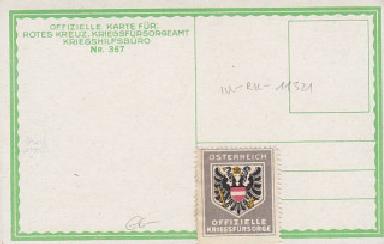 OFFIZIELLE KARTE FÜR
ROTES KREUZ, KRIEGSFÜRSORGEAMT
KRIEGSHILFSBÜRO
Nr. 367
ÖSTERREICH
OFFIZIELLE
KRIEGSFÜRSORGE